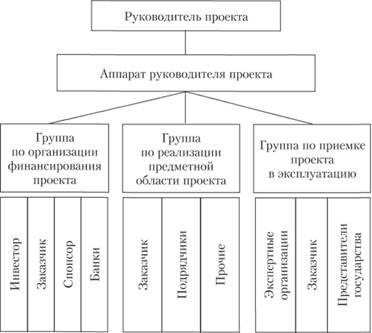 Руководитель проекта
Аппарат руководителя проекта
Группа
по организации
финансирования
проекта
Группа
по реализации
предметной
области проекта
Группа по приемке
проекта
в эксплуатацию
Инвестор
Заказчик
Спонсор
Банки
Заказчик
Подрядчики
Прочие
Экспертные
организации
Заказчик
Представители
государства